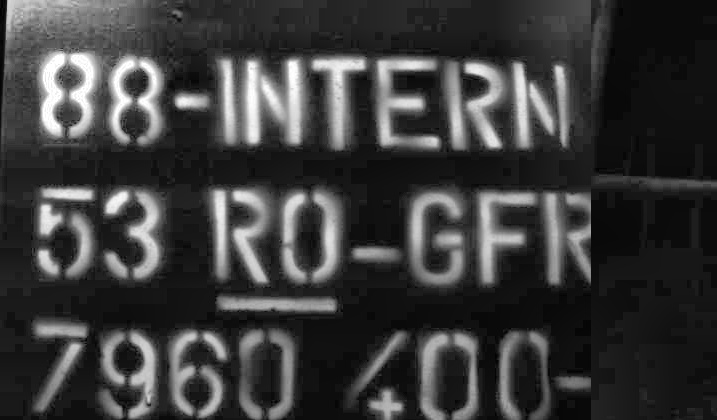 88-INTERN
53 RO-GFR
7960 400-